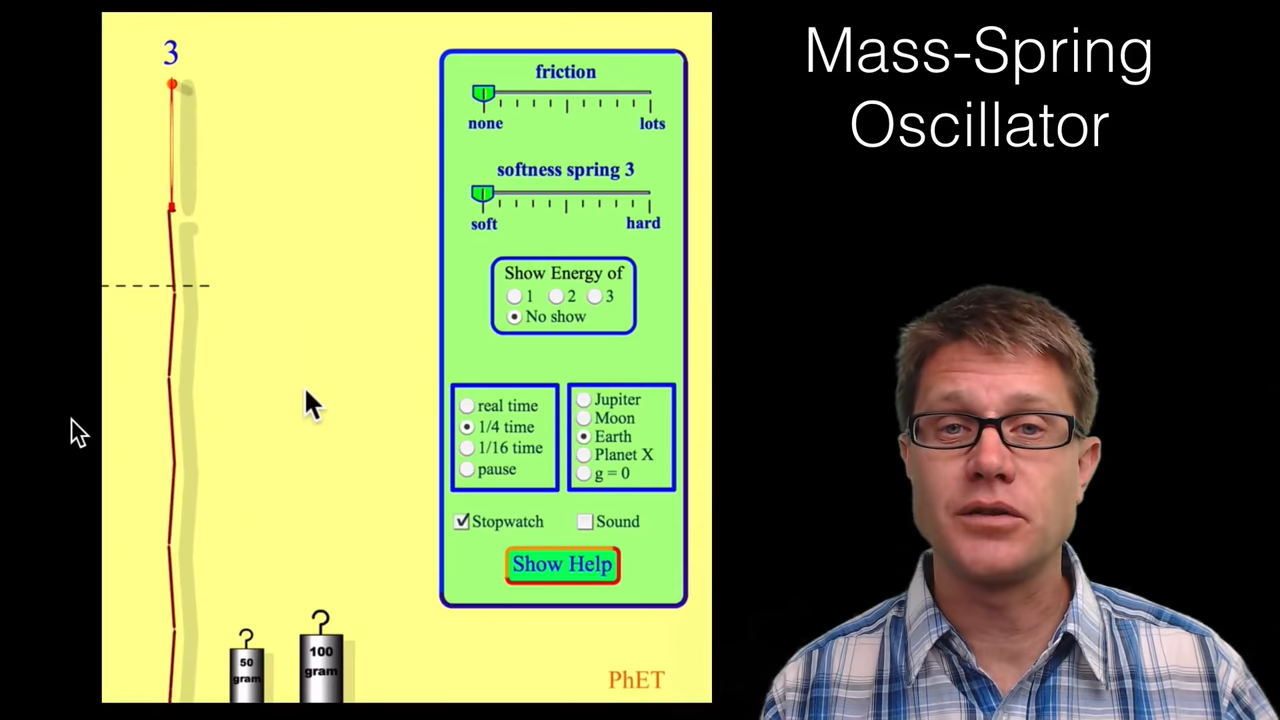 Mass-Spring
Oscillator
3
friction
none lots
softness spring 3
soft hard
Show Energy of
1 2 3
No show
real time
1/4 time
1/16 time
pause
Jupiter
Moon
Earth
Planet X
g = 0
Stopwatch Sound
Show Help
50
gram
100
gram
PhET